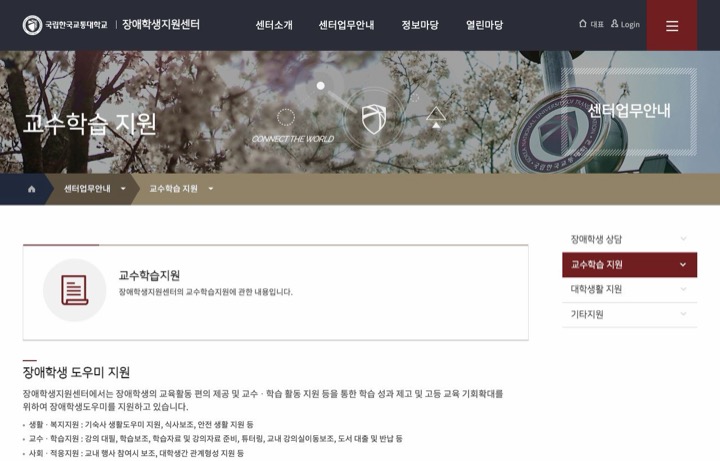 국립한국교통대학교 장애학생지원센터 센터소개 센터업무안내 정보마당 열린마당 대표 Login
교수학습 지원
센터업무안내
CONNECT THE WORLD
국립한국교통대학교
센터업무안내 교수학습 지원
장애학생 상담
교수학습 지원
대학생활 지원
기타지원
교수학습지원
장애학생지원센터의 교수학습지원에 관한 내용입니다.
장애학생 도우미 지원
장애학생지원센터에서는 장애학생의 교육활동 편의 제공 및 교수 · 학습 활동 지원 등을 통한 학습 성과 제고 및 고등 교육 기회확대를
위하여 장애학생도우미를 지원하고 있습니다.
• 생활 · 복지지원 : 기숙사 생활도우미 지원, 식사보조, 안전 생활 지원 등
• 교수 · 학습지원 : 강의 대필, 학습보조, 학습자료 및 강의자료 준비, 튜터링, 교내 강의실이동보조, 도서 대출 및 반납 등
• 사회 · 적응지원 : 교내 행사 참여시 보조, 대학생간 관계형성 지원 등